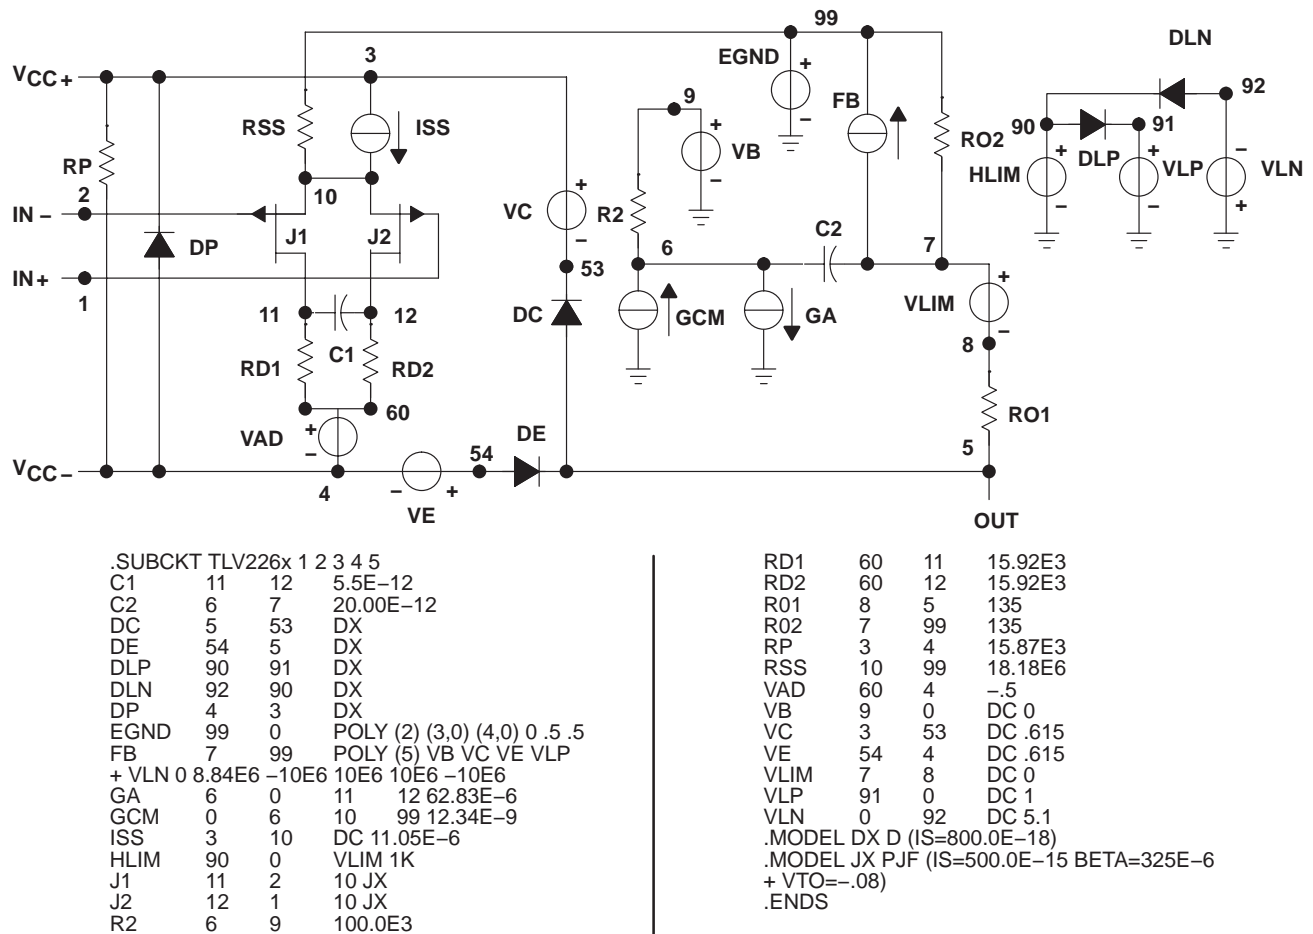 99
DLN
3
EGND
+
−
VCC+
9
FB
92
RSS
ISS
+
VB
−
90
91
RO2
DLP
RP
+
HLIM
−
+
VLP
−
−
VLN
+
10
2
IN −
VC
+
−
R2
C2
J1
J2
DP
6
7
IN +
1
53
+
VLIM
−
11
12
DC
GCM
GA
C1
8
RD1
RD2
60
RO1
VAD
+
−
DE
54
5
VCC −
4
−
+
VE
OUT
.SUBCKT TLV226x 1 2 3 4 5
C1 11 12 5.5E−12
C2 6 7 20.00E−12
DC 5 53 DX
DE 54 5 DX
DLP 90 91 DX
DLN 92 90 DX
DP 4 3 DX
EGND 99 0 POLY (2) (3,0) (4,0) 0 .5 .5
FB 7 99 POLY (5) VB VC VE VLP
+ VLN 0 8.84E6 −10E6 10E6 10E6 −10E6
GA 6 0 11 12 62.83E−6
GCM 0 6 10 99 12.34E−9
ISS 3 10 DC 11.05E−6
HLIM 90 0 VLIM 1K
J1 11 2 10 JX
J2 12 1 10 JX
R2 6 9 100.0E3
RD1 60 11 15.92E3
RD2 60 12 15.92E3
R01 8 5 135
R02 7 99 135
RP 3 4 15.87E3
RSS 10 99 18.18E6
VAD 60 4 −.5
VB 9 0 DC 0
VC 3 53 DC .615
VE 54 4 DC .615
VLIM 7 8 DC 0
VLP 91 0 DC 1
VLN 0 92 DC 5.1
.MODEL DX D (IS=800.0E−18)
.MODEL JX PJF (IS=500.0E−15 BETA=325E−6
+ VTO=−.08)
.ENDS